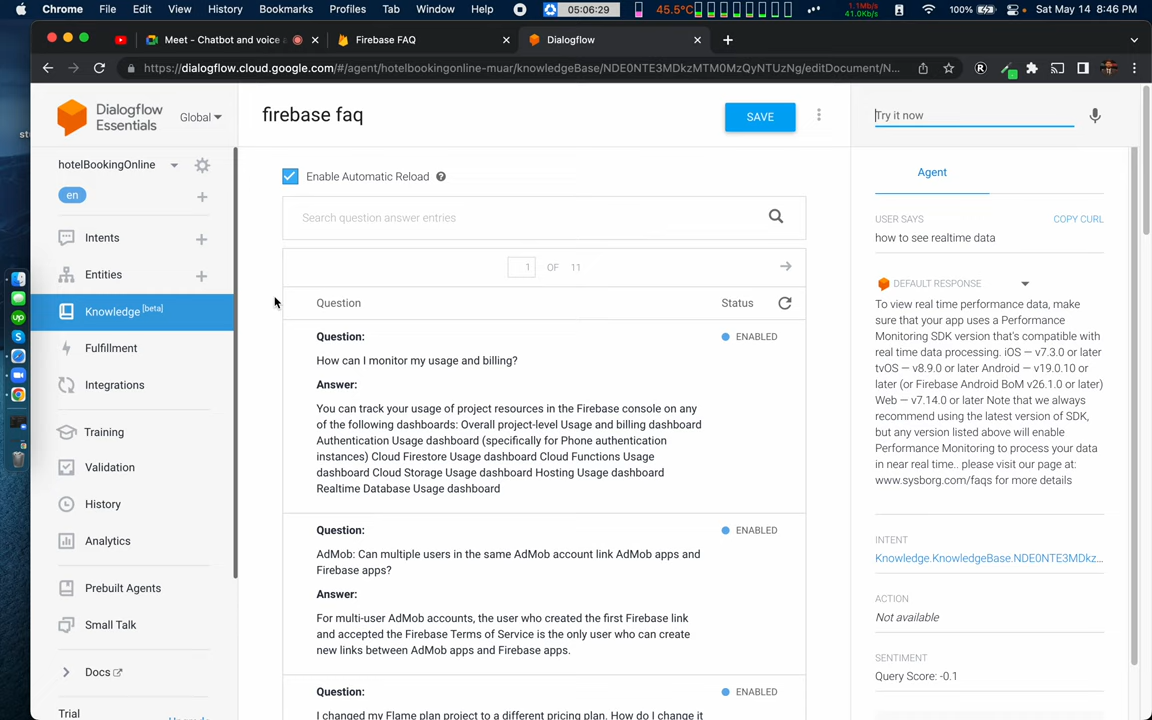 Chrome File Edit View History Bookmarks Profiles Tab Window Help 05:06:29 45.5°C 1.1Mb/s 41.0Kb/s 100% Sat May 14 8:46 PM
Meet - Chatbot and voice
Firebase FAQ
Dialogflow
https://dialogflow.cloud.google.com/#/agent/hotelbookingonline-muar/knowledgeBase/NDE0NTE3MDkzMTM0MzQyNTUzNg/editDocument/N...
Dialogflow
Essentials
Global
hotelBookingOnline
en
Intents
Entities
Knowledge [beta]
Fulfillment
Integrations
Training
Validation
History
Analytics
Prebuilt Agents
Small Talk
Docs
Trial
firebase faq
SAVE
Enable Automatic Reload
Search question answer entries
1 OF 11
Question Status
Question: ENABLED
How can I monitor my usage and billing?
Answer:
You can track your usage of project resources in the Firebase console on any
of the following dashboards: Overall project-level Usage and billing dashboard
Authentication Usage dashboard (specifically for Phone authentication
instances) Cloud Firestore Usage dashboard Cloud Functions Usage
dashboard Cloud Storage Usage dashboard Hosting Usage dashboard
Realtime Database Usage dashboard
Question: ENABLED
AdMob: Can multiple users in the same AdMob account link AdMob apps and
Firebase apps?
Answer:
For multi-user AdMob accounts, the user who created the first Firebase link
and accepted the Firebase Terms of Service is the only user who can create
new links between AdMob apps and Firebase apps.
Question: ENABLED
I changed my Flame plan project to a different pricing plan. How do I change it
Try it now
Agent
USER SAYS COPY CURL
how to see realtime data
DEFAULT RESPONSE
To view real time performance data, make
sure that your app uses a Performance
Monitoring SDK version that's compatible with
real time data processing. iOS — v7.3.0 or later
tvOS — v8.9.0 or later Android — v19.0.10 or
later (or Firebase Android BoM v26.1.0 or later)
Web — v7.14.0 or later Note that we always
recommend using the latest version of SDK,
but any version listed above will enable
Performance Monitoring to process your data
in near real time.. please visit our page at:
www.sysborg.com/faqs for more details
INTENT
Knowledge.KnowledgeBase.NDE0NTE3MDkz...
ACTION
Not available
SENTIMENT
Query Score: -0.1